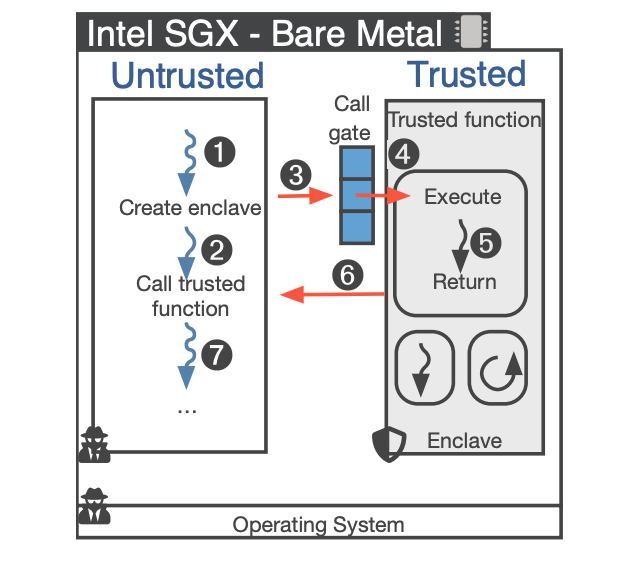 Intel SGX - Bare Metal
Untrusted
Trusted
Call
gate
Trusted function
1
3
4
Create enclave
Execute
2
5
Call trusted
function
6
Return
7
...
Enclave
Operating System